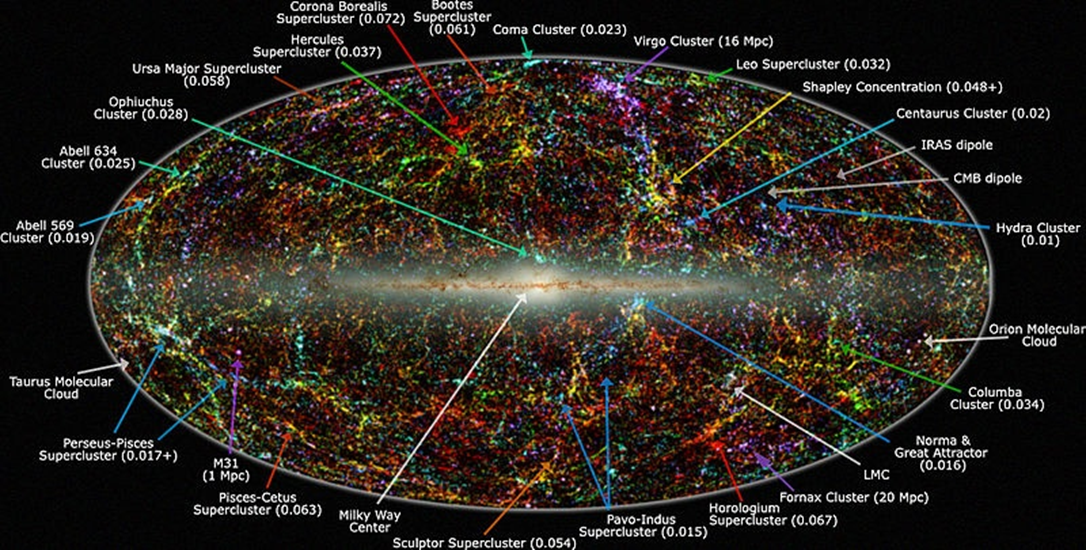 Corona Borealis
Supercluster (0.072)
Bootes
Supercluster
(0.061)
Coma Cluster (0.023)
Hercules
Supercluster (0.037)
Virgo Cluster (16 Mpc)
Ursa Major Supercluster
(0.058)
Leo Supercluster (0.032)
Shapley Concentration (0.048+)
Ophiuchus
Cluster (0.028)
Centaurus Cluster (0.02)
Abell 634
Cluster (0.025)
IRAS dipole
CMB dipole
Abell 569
Cluster (0.019)
Hydra Cluster
(0.01)
Orion Molecular
Cloud
Taurus Molecular
Cloud
Columba
Cluster (0.034)
Perseus-Pisces
Supercluster (0.017+)
Norma &
Great Attractor
(0.016)
M31
(1 Mpc)
LMC
Pisces-Cetus
Supercluster (0.063)
Fornax Cluster (20 Mpc)
Milky Way
Center
Horologium
Supercluster (0.067)
Pavo-Indus
Supercluster (0.015)
Sculptor Supercluster (0.054)